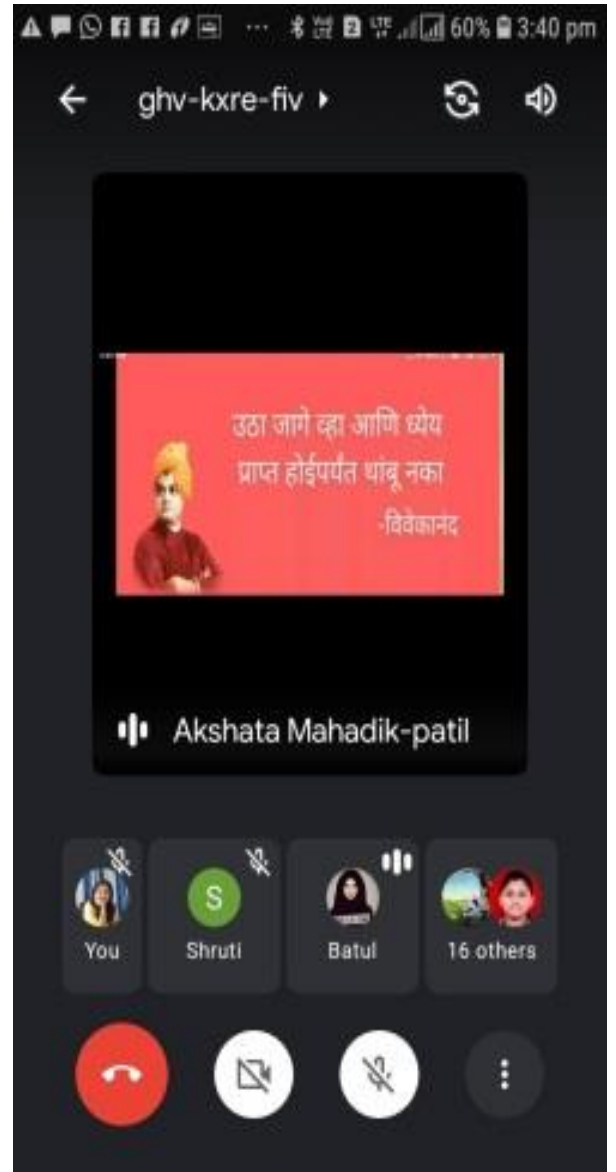 60% 3:40 pm
ghv-kxre-fiv
उठा जागे व्हा आणि ध्येय
प्राप्त होईपर्यंत थांबू नका
-विवेकानंद
Akshata Mahadik-patil
S
You Shruti Batul 16 others